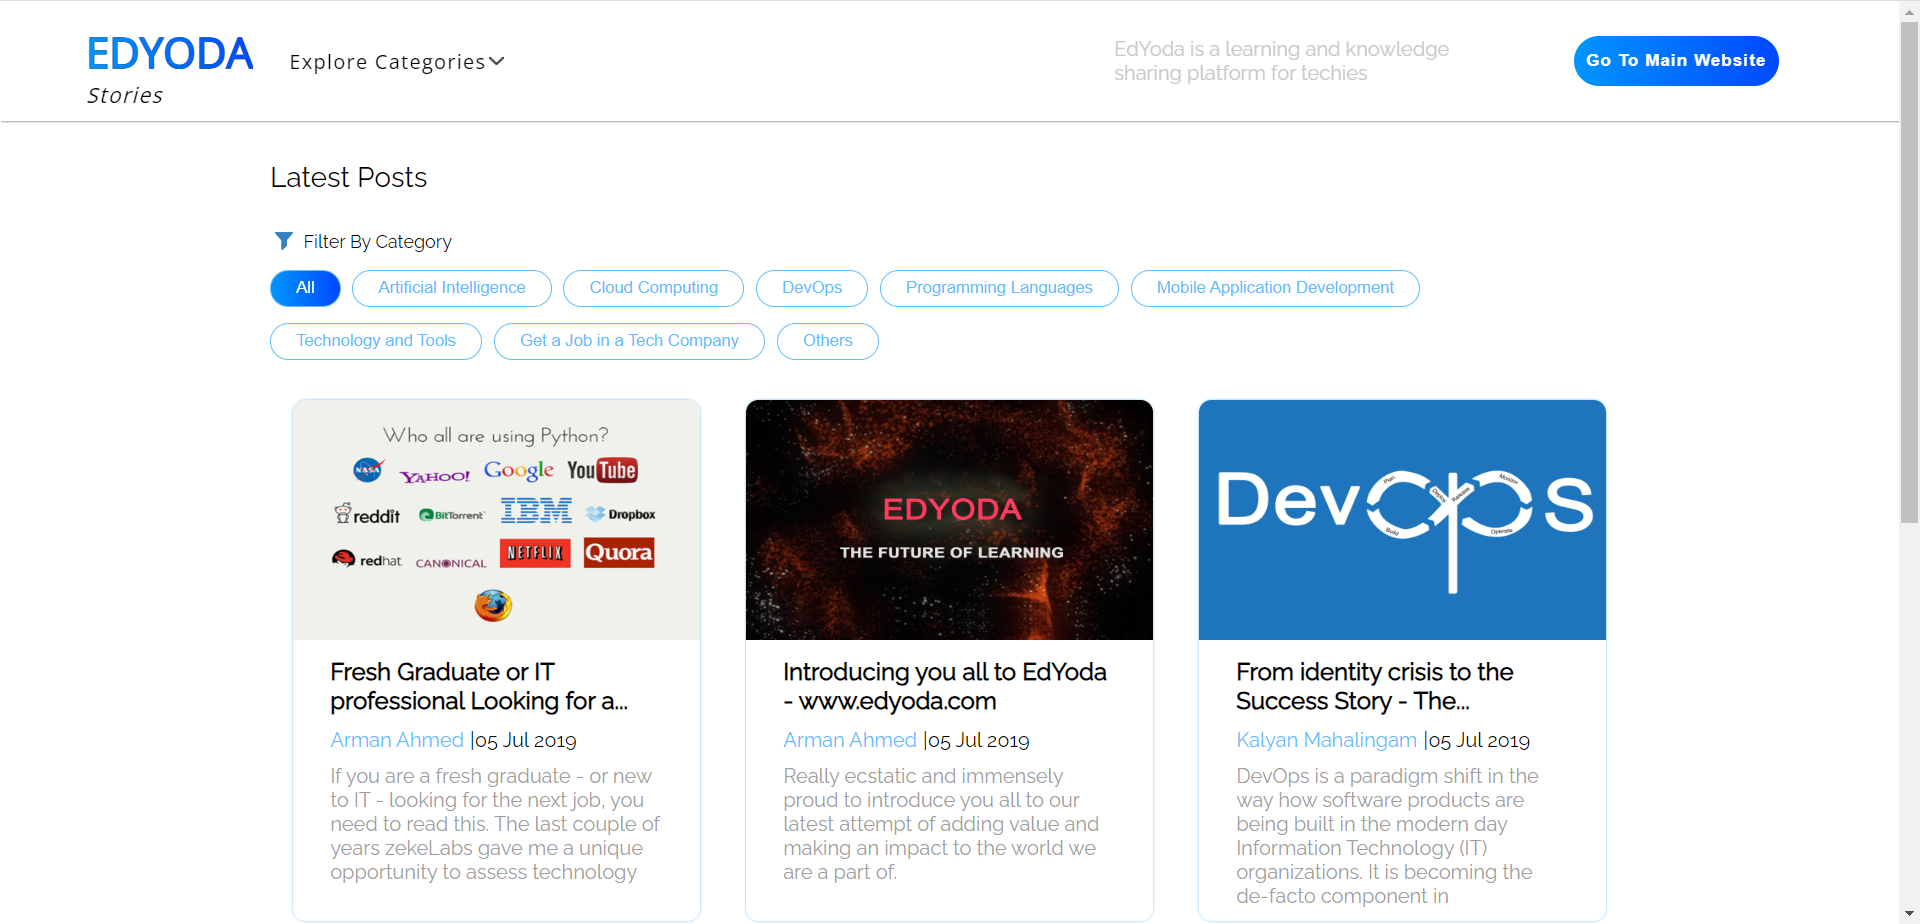 EDYODA
Stories
Explore Categories
EdYoda is a learning and knowledge
sharing platform for techies
Go To Main Website
Latest Posts
Filter By Category
All
Artificial Intelligence
Cloud Computing
DevOps
Programming Languages
Mobile Application Development
Technology and Tools
Get a Job in a Tech Company
Others
Who all are using Python?
NASA
YAHOO!
Google
YouTube
reddit
BitTorrent
IBM
Dropbox
redhat
CANONICAL
NETFLIX
Quora
Fresh Graduate or IT
professional Looking for a...
Arman Ahmed |05 Jul 2019
If you are a fresh graduate - or new
to IT - looking for the next job, you
need to read this. The last couple of
years zekeLabs gave me a unique
opportunity to assess technology
EDYODA
THE FUTURE OF LEARNING
Introducing you all to EdYoda
- www.edyoda.com
Arman Ahmed |05 Jul 2019
Really ecstatic and immensely
proud to introduce you all to our
latest attempt of adding value and
making an impact to the world we
are a part of.
DevOps
Plan
Build
Deploy
Release
Monitor
Operate
From identity crisis to the
Success Story - The...
Kalyan Mahalingam |05 Jul 2019
DevOps is a paradigm shift in the
way how software products are
being built in the modern day
Information Technology (IT)
organizations. It is becoming the
de-facto component in